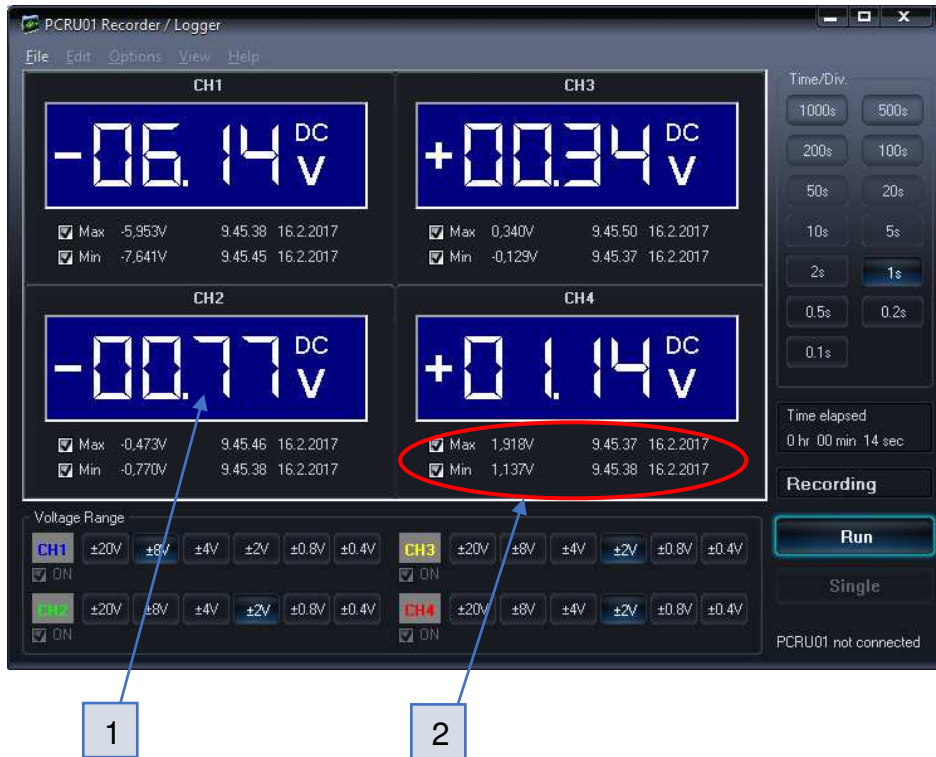 PCRU01 Recorder / Logger
File Edit Options View Help
CH1
-06.14 DC V
Max -5,953V 9.45.38 16.2.2017
Min -7,641V 9.45.45 16.2.2017
CH3
+00.34 DC V
Max 0,340V 9.45.50 16.2.2017
Min -0,129V 9.45.37 16.2.2017
CH2
-00.77 DC V
Max -0,473V 9.45.46 16.2.2017
Min -0,770V 9.45.38 16.2.2017
CH4
+01.14 DC V
Max 1,918V 9.45.37 16.2.2017
Min 1,137V 9.45.38 16.2.2017
Time/Div.
1000s 500s
200s 100s
50s 20s
10s 5s
2s 1s
0.5s 0.2s
0.1s
Time elapsed
0 hr 00 min 14 sec
Recording
Run
Single
PCRU01 not connected
Voltage Range
CH1 ±20V ±8V ±4V ±2V ±0.8V ±0.4V
ON
CH3 ±20V ±8V ±4V ±2V ±0.8V ±0.4V
ON
CH2 ±20V ±8V ±4V ±2V ±0.8V ±0.4V
ON
CH4 ±20V ±8V ±4V ±2V ±0.8V ±0.4V
ON
1
2